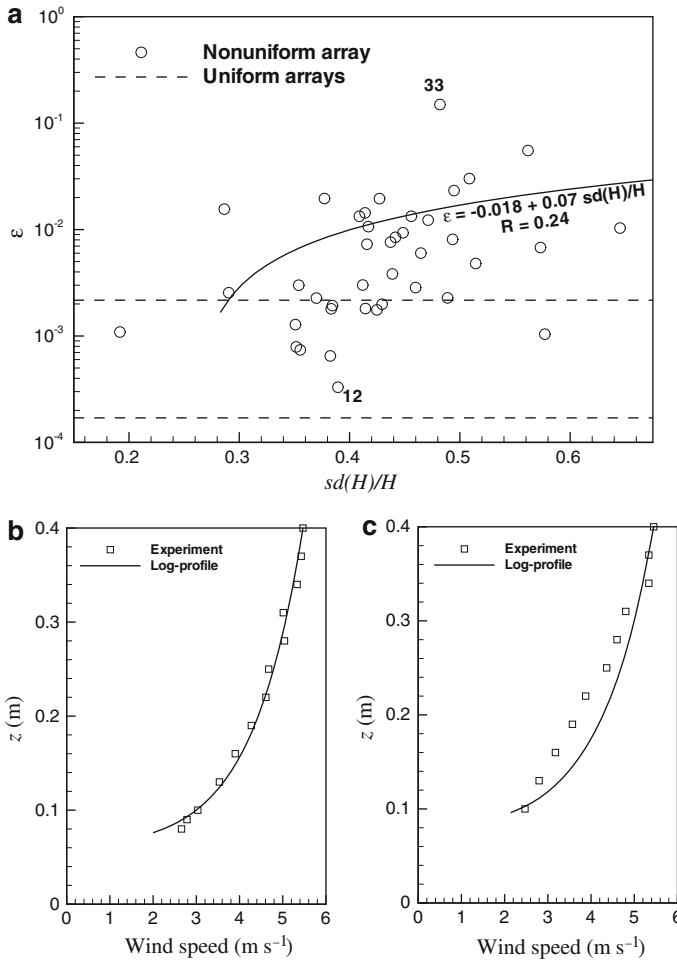 a
10⁰
10⁻¹
10⁻²
10⁻³
10⁻⁴
ε
Nonuniform array
Uniform arrays
33
ε = -0.018 + 0.07 sd(H)/H
R = 0.24
12
0.2 0.3 0.4 0.5 0.6
sd(H)/H
b
0.4
0.3
0.2
0.1
0
z (m)
Experiment
Log-profile
0 1 2 3 4 5 6
Wind speed (m s⁻¹)
c
0.4
0.3
0.2
0.1
0
z (m)
Experiment
Log-profile
0 1 2 3 4 5 6
Wind speed (m s⁻¹)